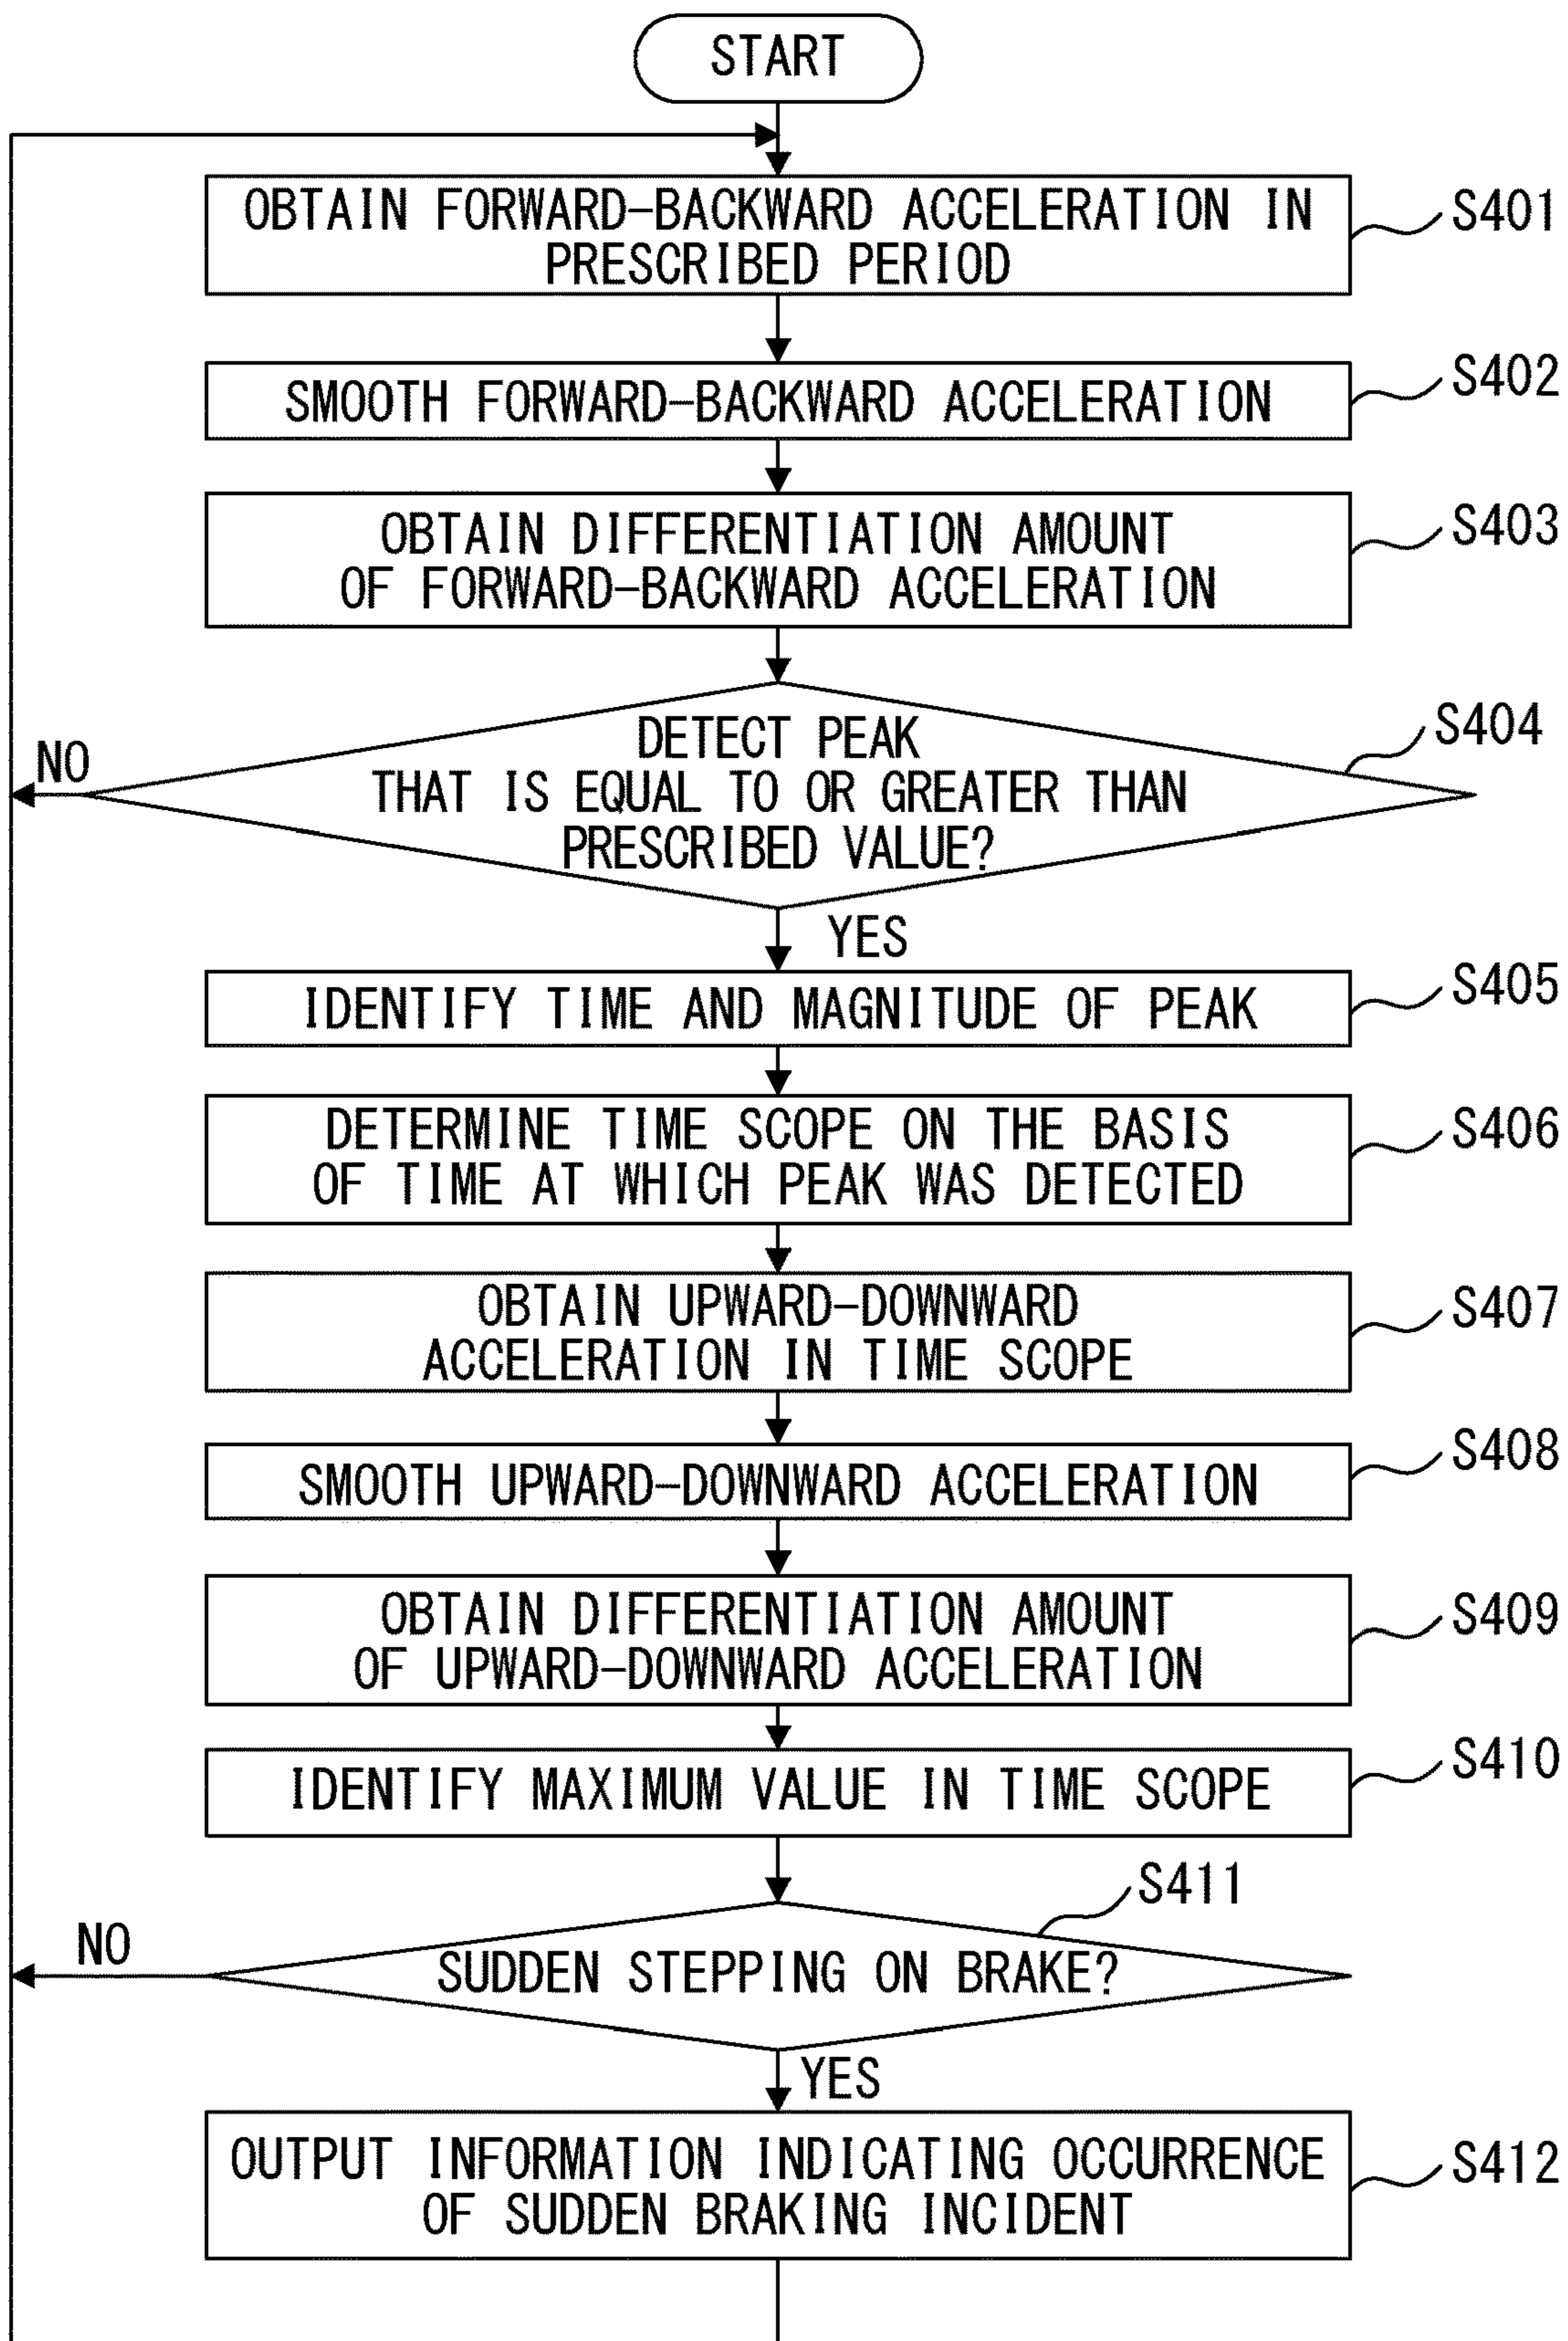 START
OBTAIN FORWARD-BACKWARD ACCELERATION IN
PRESCRIBED PERIOD
S401
SMOOTH FORWARD-BACKWARD ACCELERATION
S402
OBTAIN DIFFERENTIATION AMOUNT
OF FORWARD-BACKWARD ACCELERATION
S403
DETECT PEAK
THAT IS EQUAL TO OR GREATER THAN
PRESCRIBED VALUE?
S404
NO
YES
IDENTIFY TIME AND MAGNITUDE OF PEAK
S405
DETERMINE TIME SCOPE ON THE BASIS
OF TIME AT WHICH PEAK WAS DETECTED
S406
OBTAIN UPWARD-DOWNWARD
ACCELERATION IN TIME SCOPE
S407
SMOOTH UPWARD-DOWNWARD ACCELERATION
S408
OBTAIN DIFFERENTIATION AMOUNT
OF UPWARD-DOWNWARD ACCELERATION
S409
IDENTIFY MAXIMUM VALUE IN TIME SCOPE
S410
S411
NO
SUDDEN STEPPING ON BRAKE?
YES
OUTPUT INFORMATION INDICATING OCCURRENCE
OF SUDDEN BRAKING INCIDENT
S412